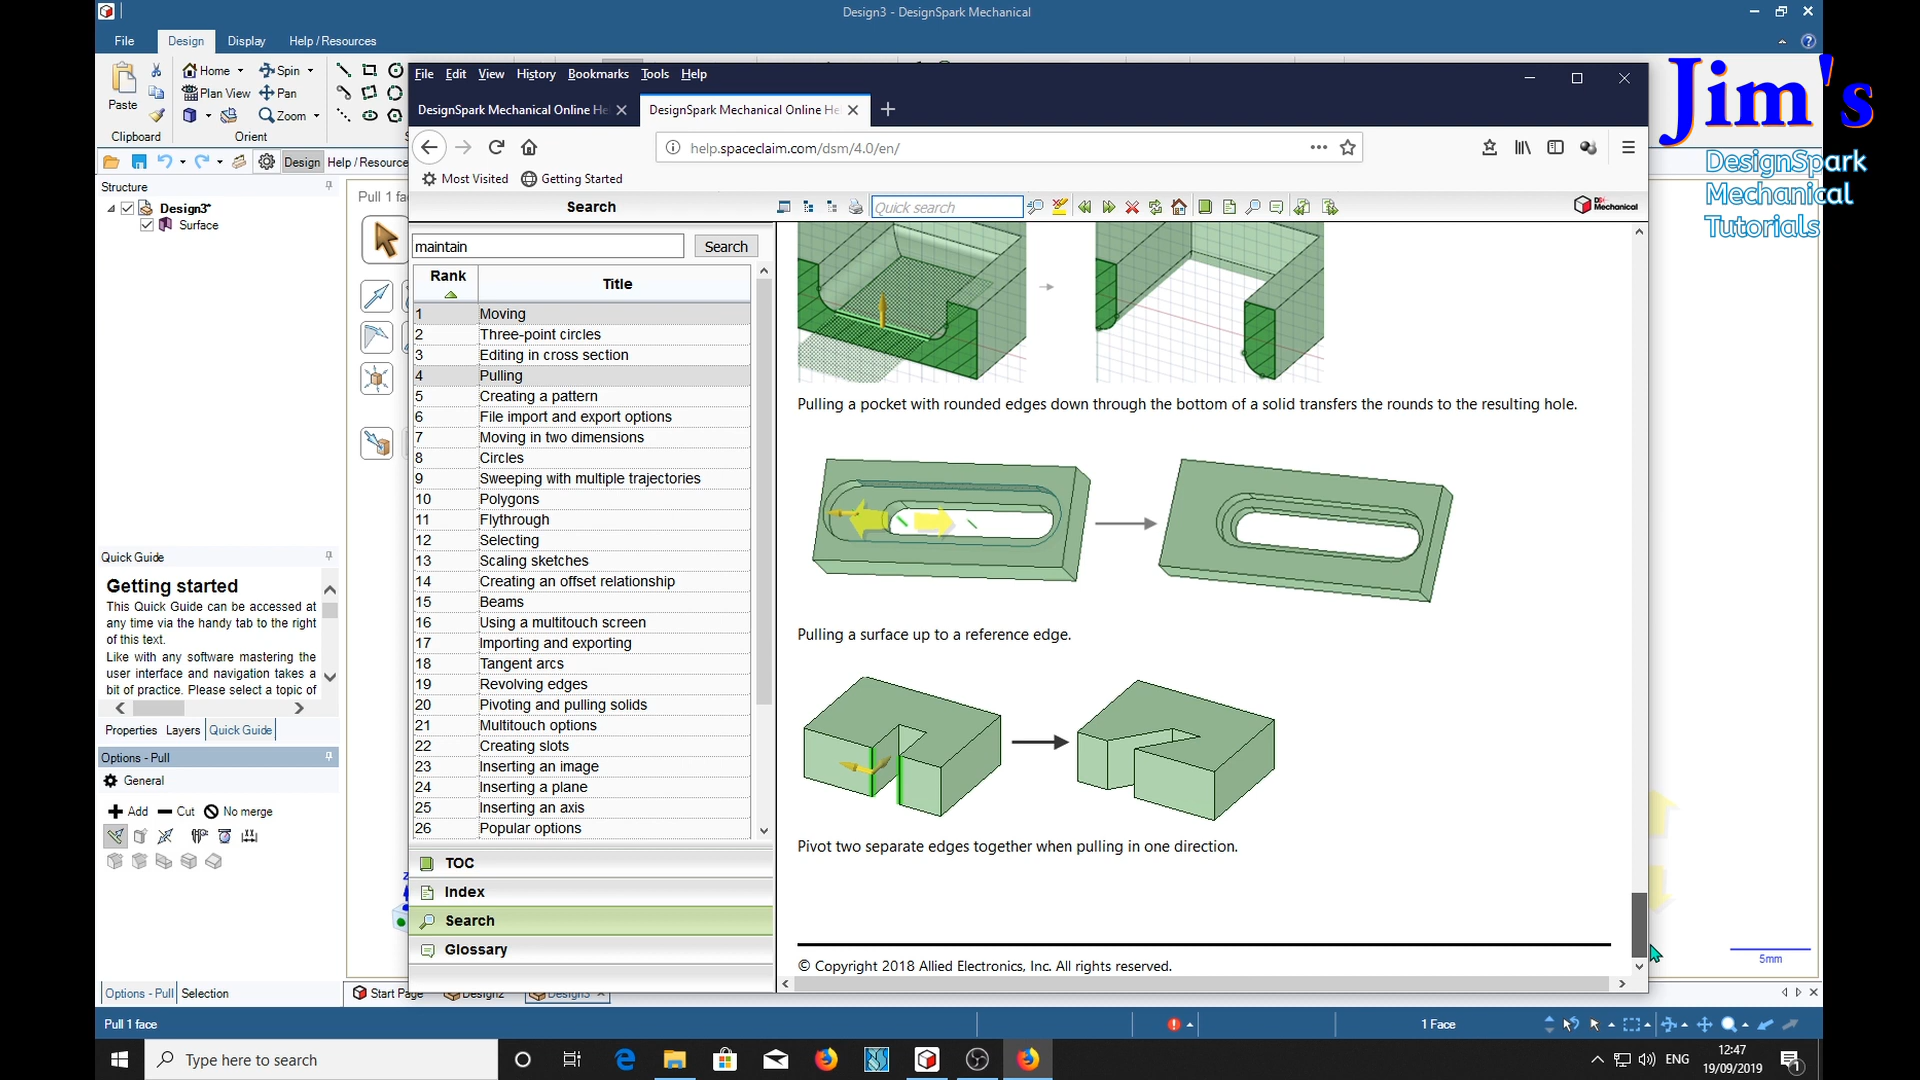 Design3 - DesignSpark Mechanical
File Design Display Help / Resources
Home Spin
Plan View Pan
Paste Zoom
Clipboard Orient
Design Help / Resource
Structure
Design3*
Surface
Pull 1 fa
Quick Guide
Getting started
This Quick Guide can be accessed at
any time via the handy tab to the right
of this text.
Like with any software mastering the
user interface and navigation takes a
bit of practice. Please select a topic of
Properties Layers Quick Guide
Options - Pull
General
Add Cut No merge
Options - Pull Selection
Pull 1 face
File Edit View History Bookmarks Tools Help
DesignSpark Mechanical Online He
DesignSpark Mechanical Online He
help.spaceclaim.com/dsm/4.0/en/
Most Visited Getting Started
Search
Quick search
Mechanical
maintain Search
Rank Title
1 Moving
2 Three-point circles
3 Editing in cross section
4 Pulling
5 Creating a pattern
6 File import and export options
7 Moving in two dimensions
8 Circles
9 Sweeping with multiple trajectories
10 Polygons
11 Flythrough
12 Selecting
13 Scaling sketches
14 Creating an offset relationship
15 Beams
16 Using a multitouch screen
17 Importing and exporting
18 Tangent arcs
19 Revolving edges
20 Pivoting and pulling solids
21 Multitouch options
22 Creating slots
23 Inserting an image
24 Inserting a plane
25 Inserting an axis
26 Popular options
TOC
Index
Search
Glossary
Pulling a pocket with rounded edges down through the bottom of a solid transfers the rounds to the resulting hole.
Pulling a surface up to a reference edge.
Pivot two separate edges together when pulling in one direction.
© Copyright 2018 Allied Electronics, Inc. All rights reserved.
Jim's
DesignSpark
Mechanical
Tutorials
5mm
Start Page Design2 Design3
1 Face
Type here to search
ENG
12:47
19/09/2019
1